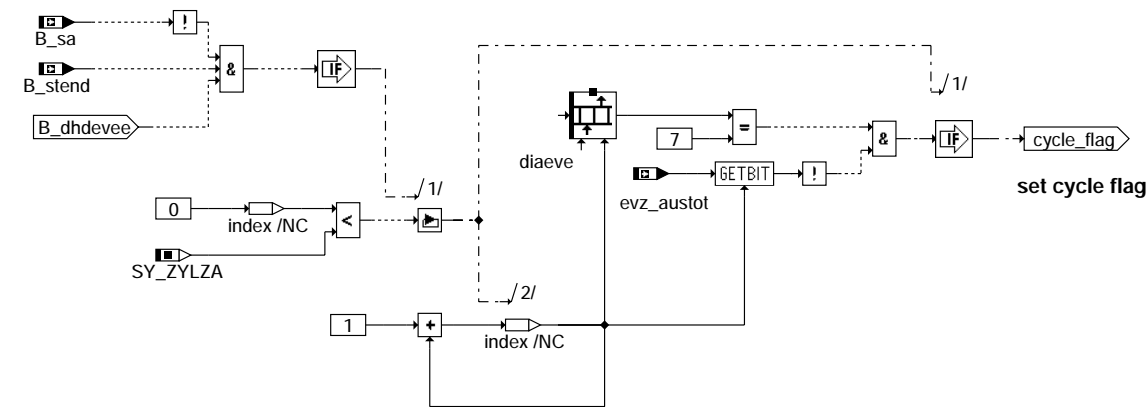 !
B_sa
&
IF
/1/
B_stend
B_dhdevee
7
=
&
IF
cycle_flag
diaeve
GETBIT
!
evz_austot
set cycle flag
/1/
0
index /NC
<
SY_ZYLZA
/2/
1
+
index /NC